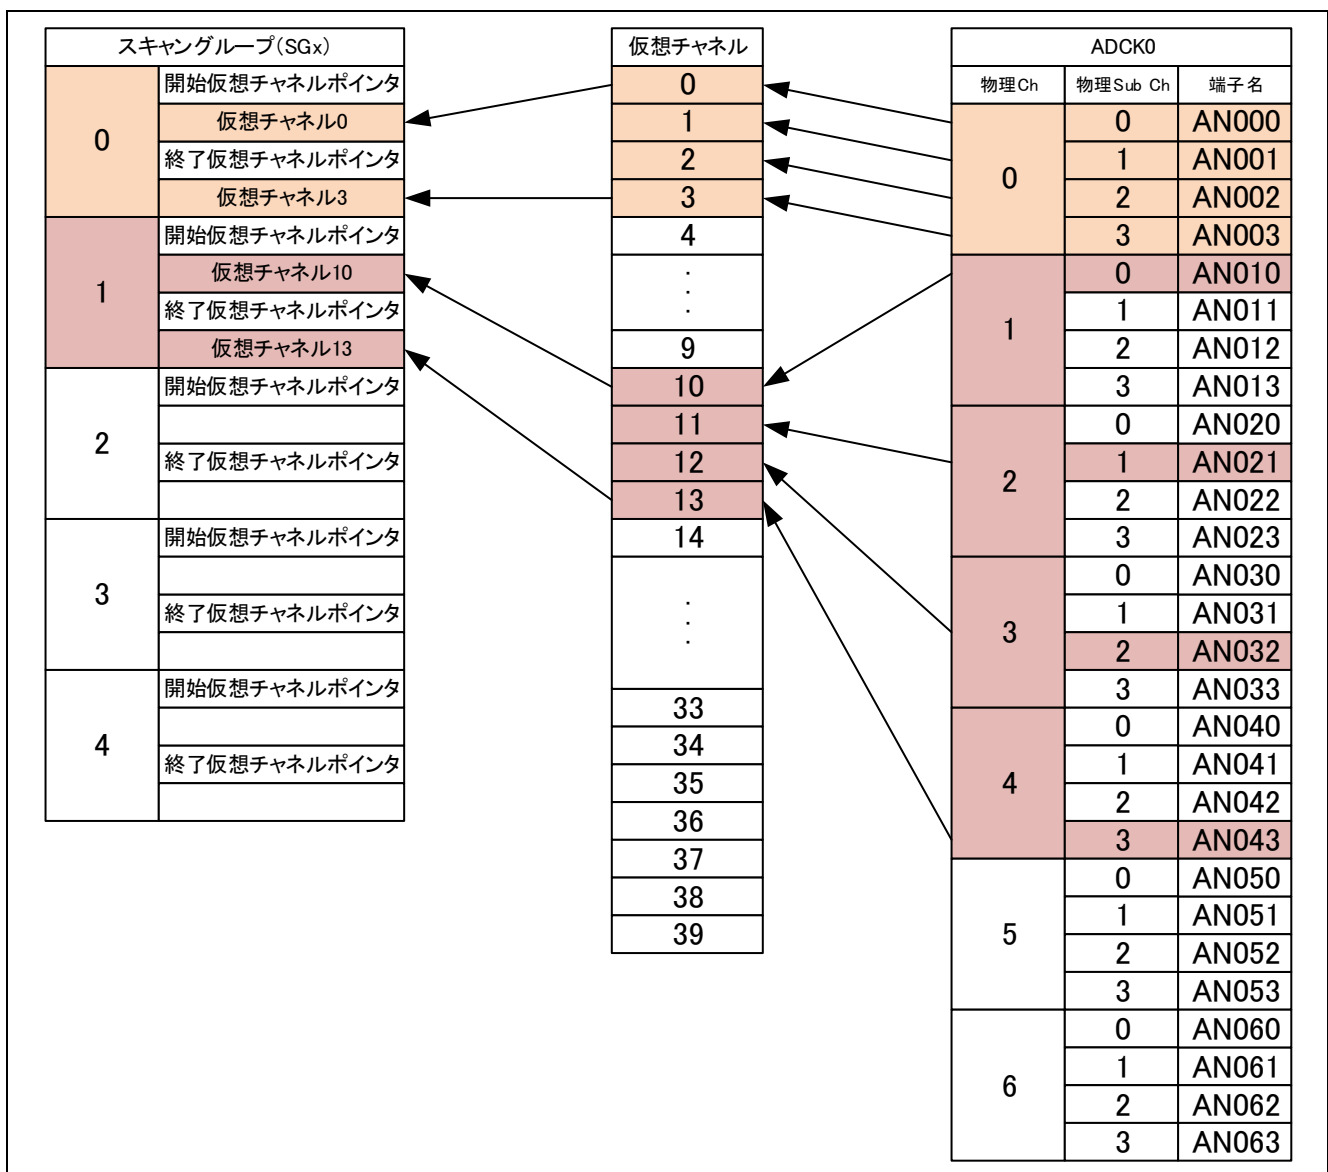 スキャングループ(SGx)
0
開始仮想チャネルポインタ
仮想チャネル0
終了仮想チャネルポインタ
仮想チャネル3
1
開始仮想チャネルポインタ
仮想チャネル10
終了仮想チャネルポインタ
仮想チャネル13
2
開始仮想チャネルポインタ
終了仮想チャネルポインタ
3
開始仮想チャネルポインタ
終了仮想チャネルポインタ
4
開始仮想チャネルポインタ
終了仮想チャネルポインタ
仮想チャネル
0
1
2
3
4
・
・
・
9
10
11
12
13
14
・
・
・
33
34
35
36
37
38
39
ADCK0
物理Ch 物理Sub Ch 端子名
0
0 AN000
1 AN001
2 AN002
3 AN003
1
0 AN010
1 AN011
2 AN012
3 AN013
2
0 AN020
1 AN021
2 AN022
3 AN023
3
0 AN030
1 AN031
2 AN032
3 AN033
4
0 AN040
1 AN041
2 AN042
3 AN043
5
0 AN050
1 AN051
2 AN052
3 AN053
6
0 AN060
1 AN061
2 AN062
3 AN063